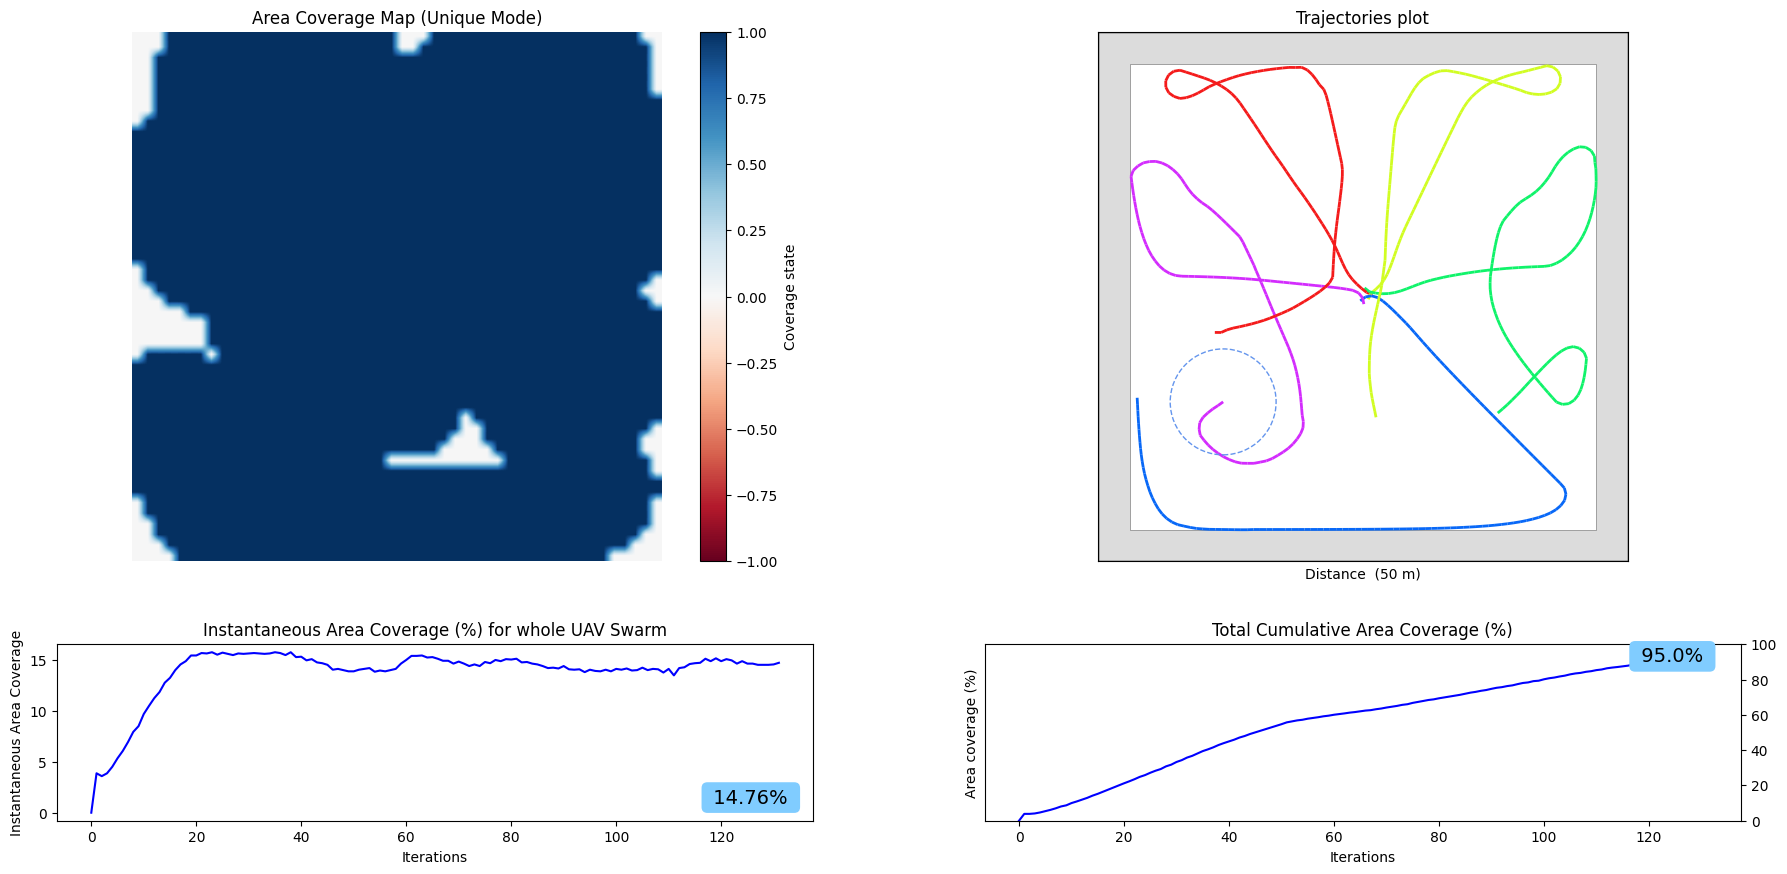 Area Coverage Map (Unique Mode)
1.00
0.75
0.50
0.25
0.00
−0.25
−0.50
−0.75
−1.00
Coverage state
Trajectories plot
Distance  (50 m)
Instantaneous Area Coverage (%) for whole UAV Swarm
Instantaneous Area Coverage
15
10
5
0
14.76%
0 20 40 60 80 100 120
Iterations
Total Cumulative Area Coverage (%)
Area coverage (%)
95.0%
100
80
60
40
20
0
0 20 40 60 80 100 120
Iterations